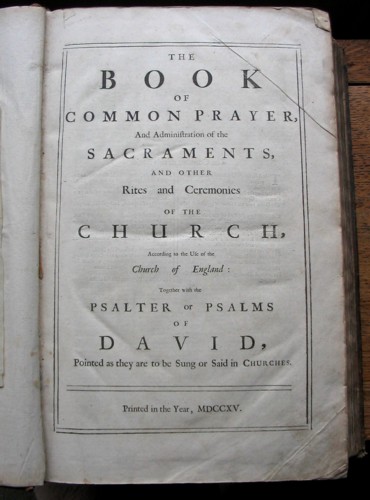 THE
BOOK
OF
COMMON PRAYER,
And Adminiſtration of the
SACRAMENTS,
AND OTHER
Rites and Ceremonies
OF THE
CHURCH,
According to the Uſe of the
Church of England:
Together with the
PSALTER or PSALMS
OF
DAVID,
Pointed as they are to be Sung or Said in CHURCHES.
Printed in the Year, MDCCXV.